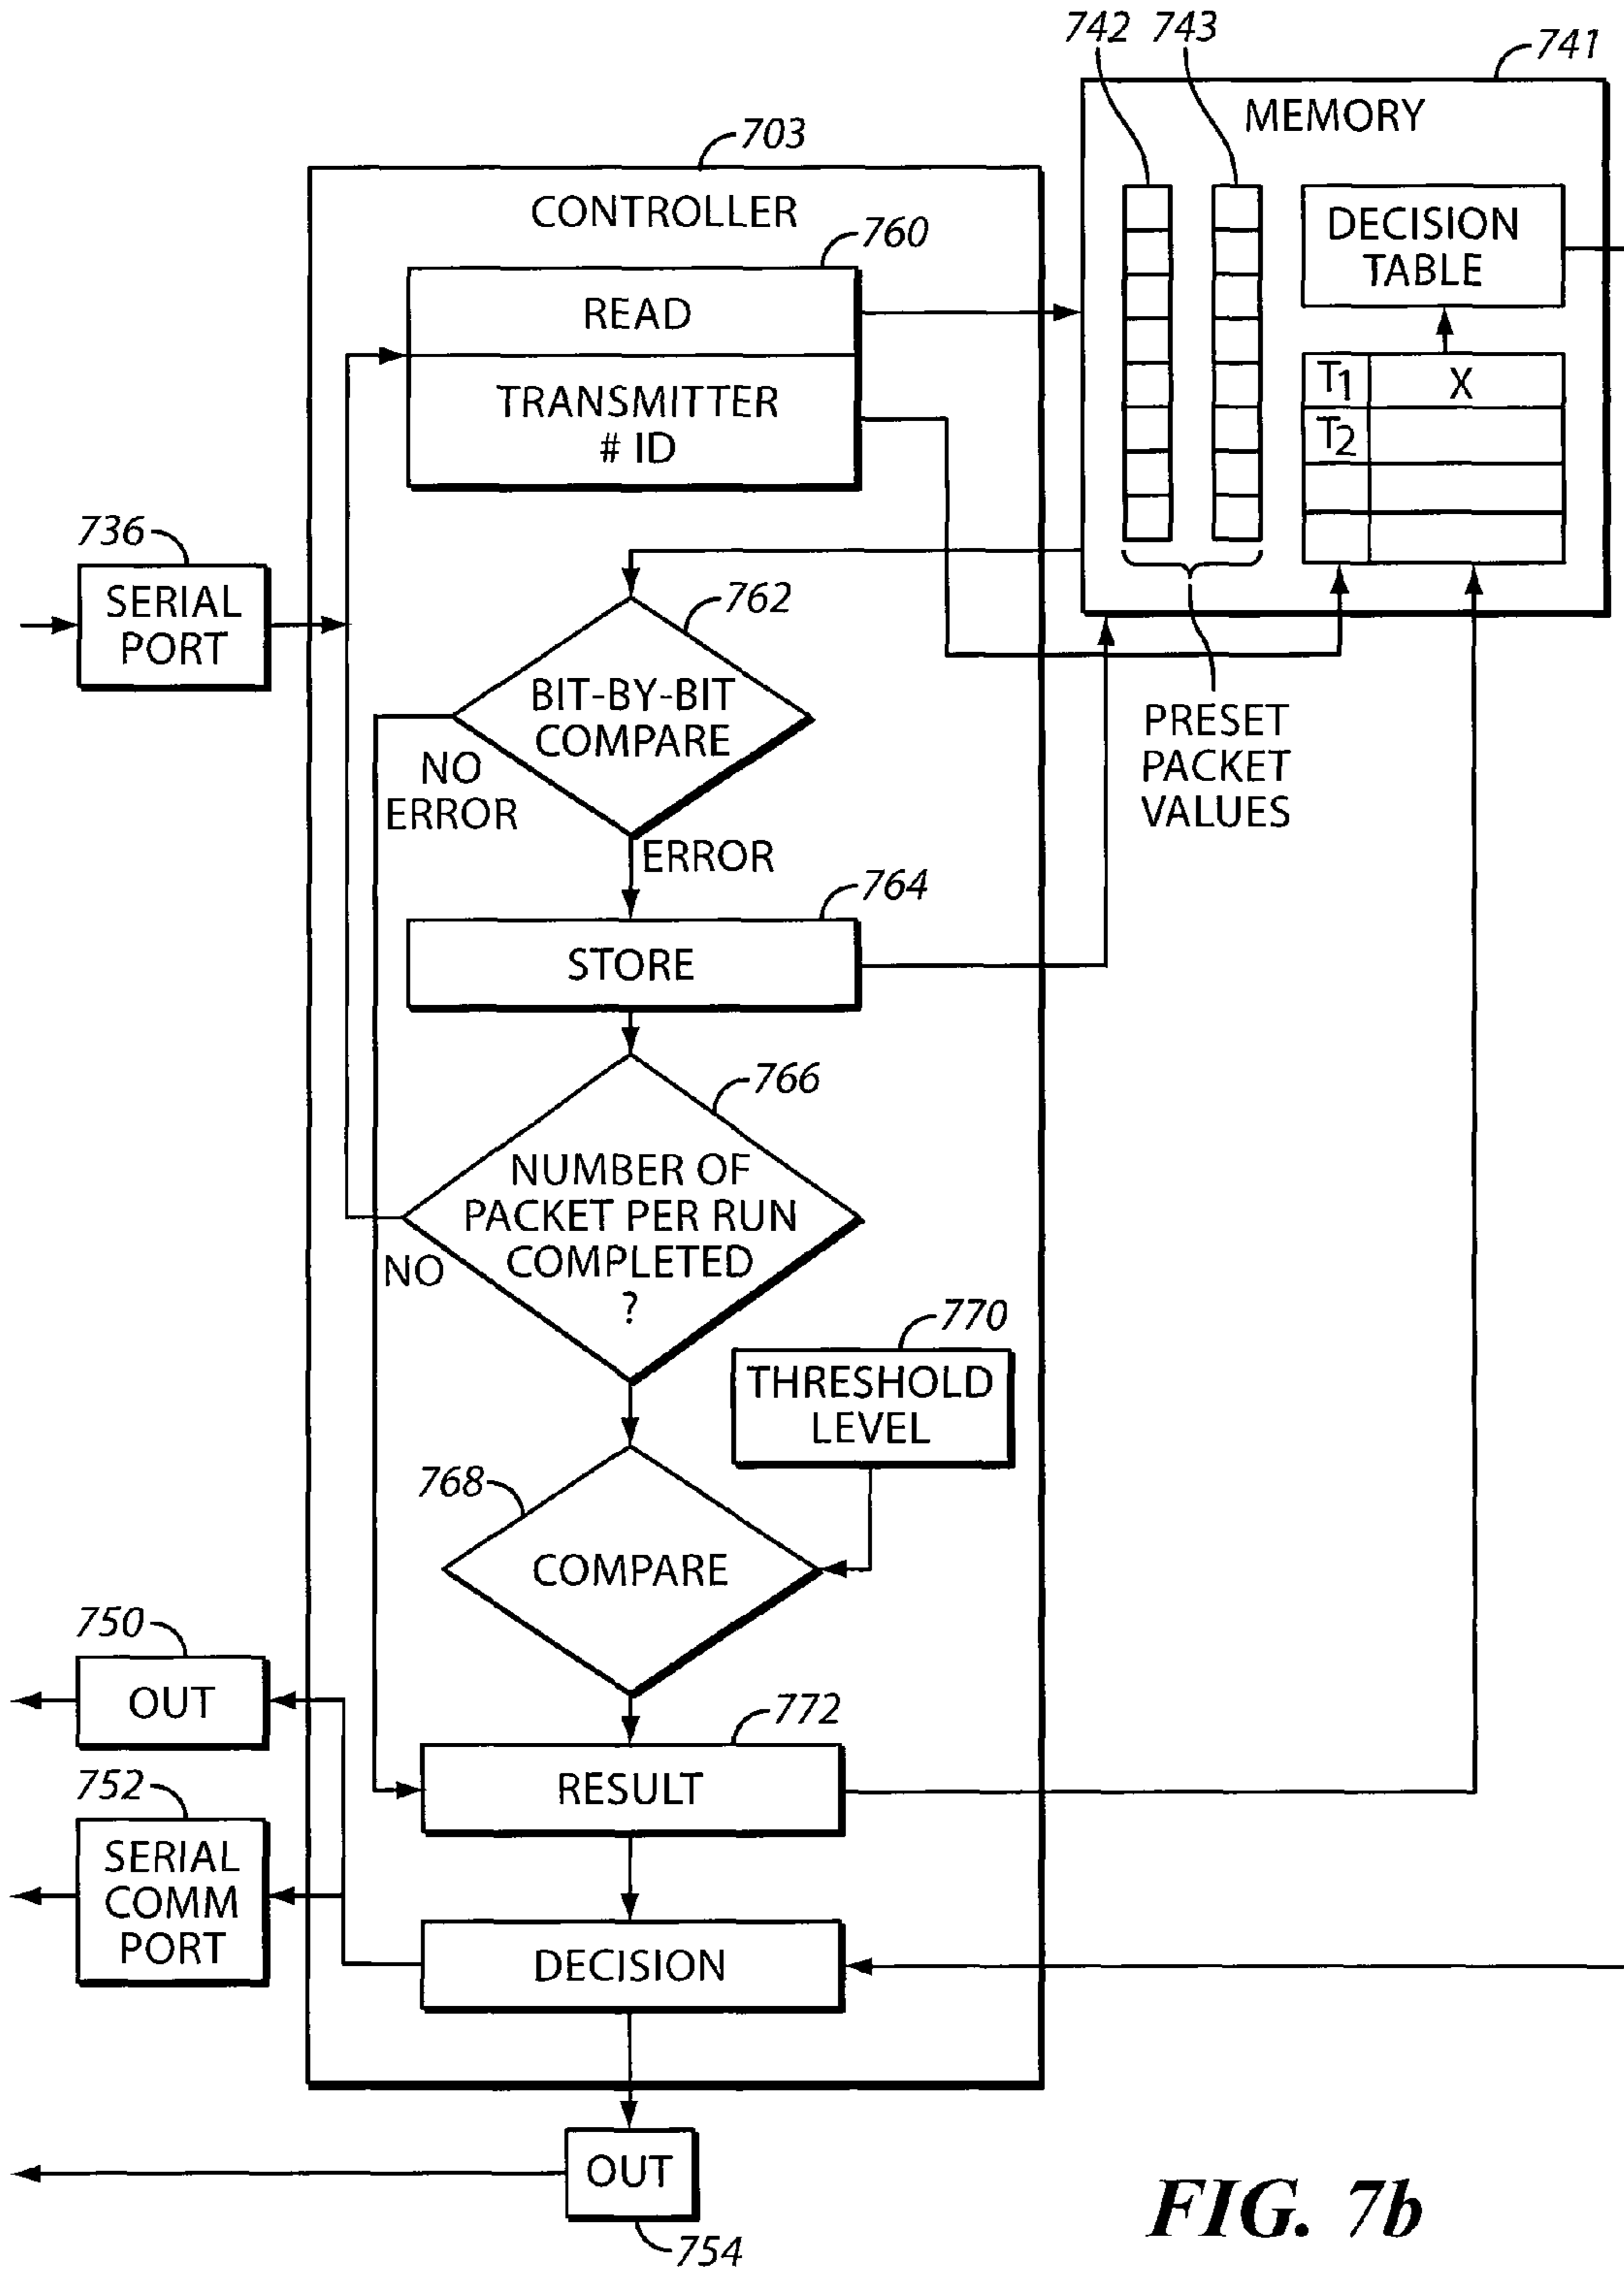 742 743
741
MEMORY
703
CONTROLLER
760
READ
DECISION
TABLE
TRANSMITTER
# ID
T1 X
T2
736
SERIAL
PORT
762
BIT-BY-BIT
COMPARE
NO
ERROR
ERROR
PRESET
PACKET
VALUES
764
STORE
766
NUMBER OF
PACKET PER RUN
COMPLETED
?
NO
770
THRESHOLD
LEVEL
768
COMPARE
750
OUT
772
RESULT
752
SERIAL
COMM
PORT
DECISION
OUT
754
FIG. 7b